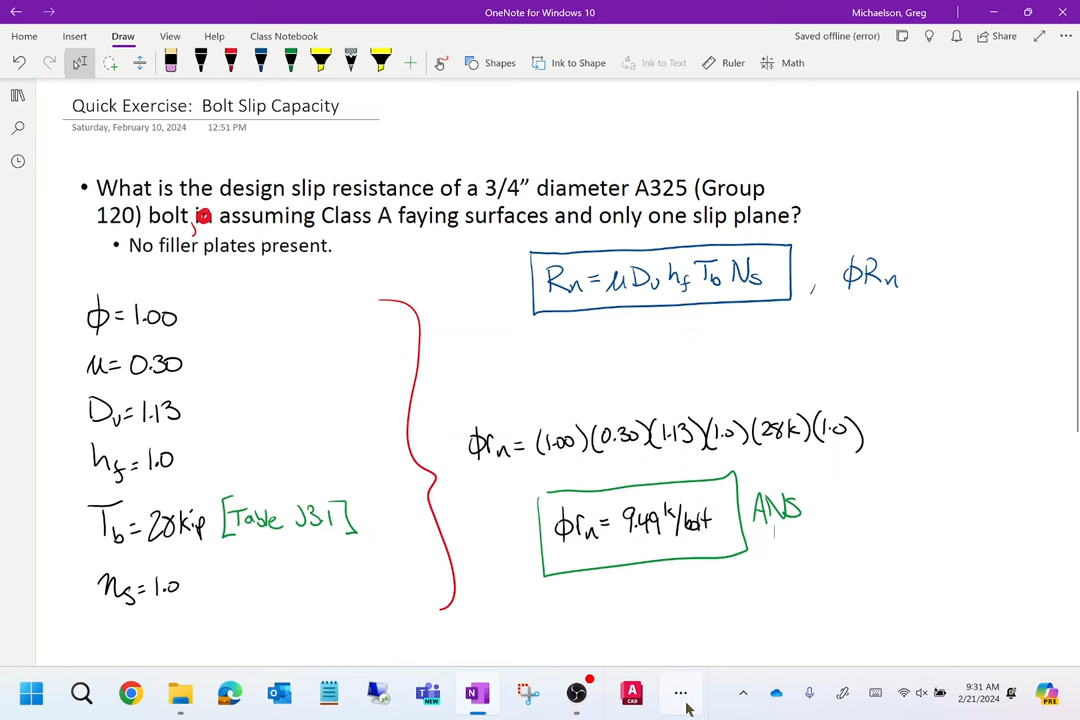 OneNote for Windows 10
Michaelson, Greg
Home Insert Draw View Help Class Notebook
Saved offline (error)
Share
Shapes
Ink to Shape
Ink to Text
Ruler
Math
Quick Exercise: Bolt Slip Capacity
Saturday, February 10, 2024 12:51 PM
• What is the design slip resistance of a 3/4” diameter A325 (Group
120) bolt, assuming Class A faying surfaces and only one slip plane?
• No filler plates present.
Rn = μ Du hf Tb Ns , ϕRn
ϕ = 1.00
μ = 0.30
Du = 1.13
hf = 1.0
Tb = 28 kip [Table J3.1]
ns = 1.0
ϕrn = (1.00)(0.30)(1.13)(1.0)(28k)(1.0)
ϕrn = 9.49 k/bolt ANS
NEW
A
CAD
9:31 AM
2/21/2024
PRE